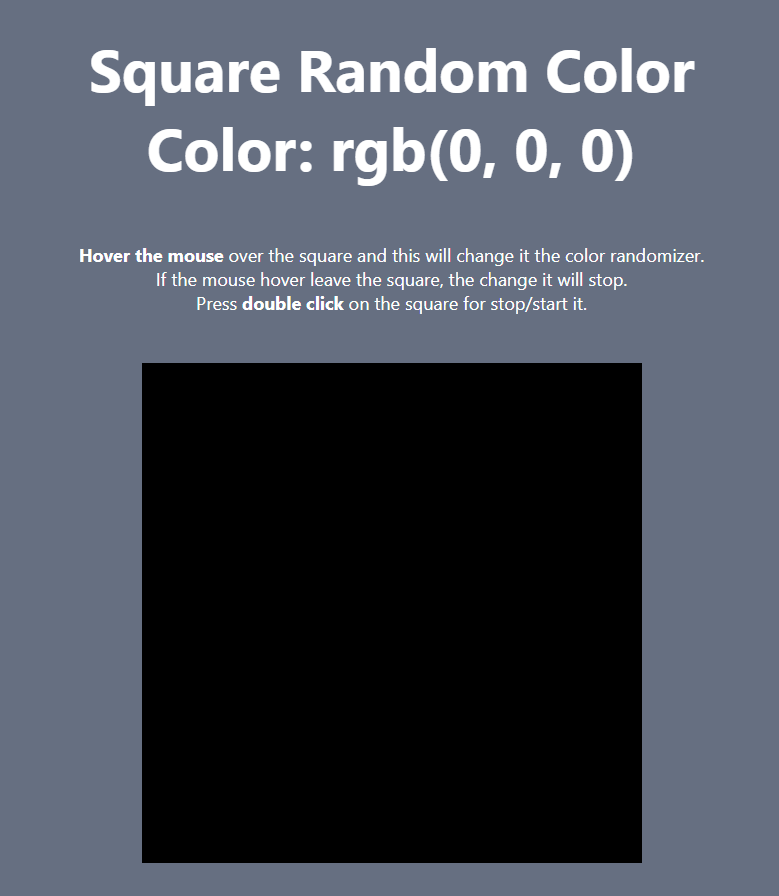 Square Random Color
Color: rgb(0, 0, 0)
Hover the mouse over the square and this will change it the color randomizer.
If the mouse hover leave the square, the change it will stop.
Press double click on the square for stop/start it.